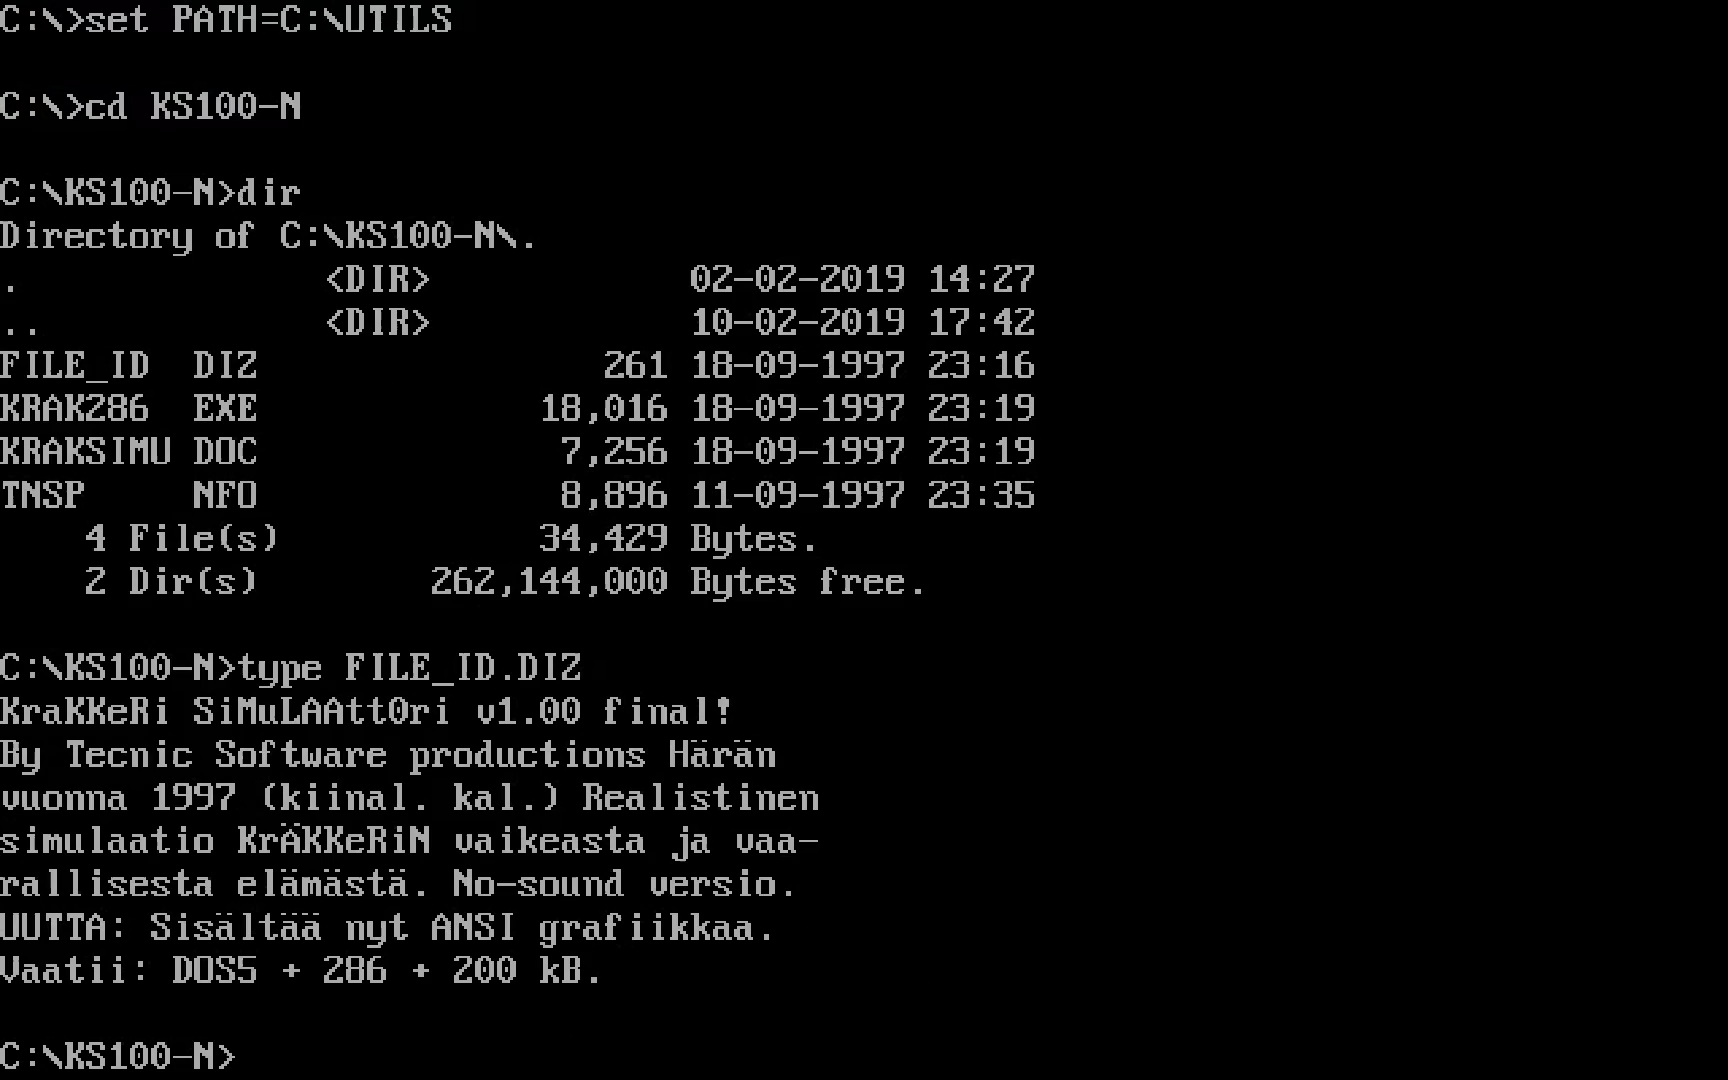 C:\>set PATH=C:\UTILS
C:\>cd KS100-N
C:\KS100-N>dir
Directory of C:\KS100-N\.
. <DIR> 02-02-2019 14:27
.. <DIR> 10-02-2019 17:42
FILE_ID DIZ 261 18-09-1997 23:16
KRAK286 EXE 18,016 18-09-1997 23:19
KRAKSIMU DOC 7,256 18-09-1997 23:19
TNSP NFO 8,896 11-09-1997 23:35
4 File(s) 34,429 Bytes.
2 Dir(s) 262,144,000 Bytes free.
C:\KS100-N>type FILE_ID.DIZ
KraKKeRi SiMuLAAtt0ri v1.00 final!
By Tecnic Software productions Härän
vuonna 1997 (kiinal. kal.) Realistinen
simulaatio KrÄKKeRiN vaikeasta ja vaa-
rallisesta elämästä. No-sound versio.
UUTTA: Sisältää nyt ANSI grafiikkaa.
Vaatii: DOS5 + 286 + 200 kB.
C:\KS100-N>